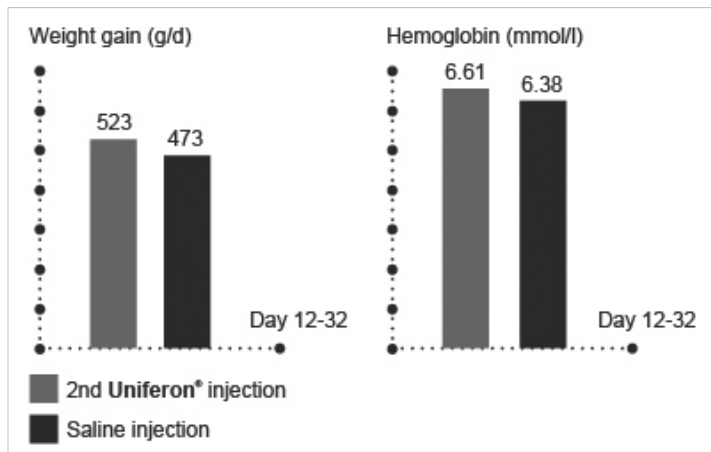 Weight gain (g/d)
523
473
Day 12-32
Hemoglobin (mmol/l)
6.61
6.38
Day 12-32
2nd Uniferon® injection
Saline injection